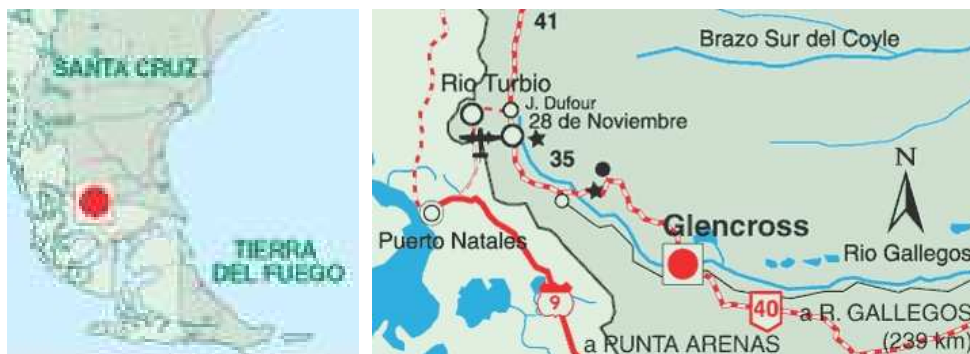 SANTA CRUZ
TIERRA
DEL FUEGO
41
Brazo Sur del Coyle
Rio Turbio
J. Dufour
28 de Noviembre
35
N
Glencross
Puerto Natales
Rio Gallegos
9
40
a R. GALLEGOS
(239 km)
a PUNTA ARENAS